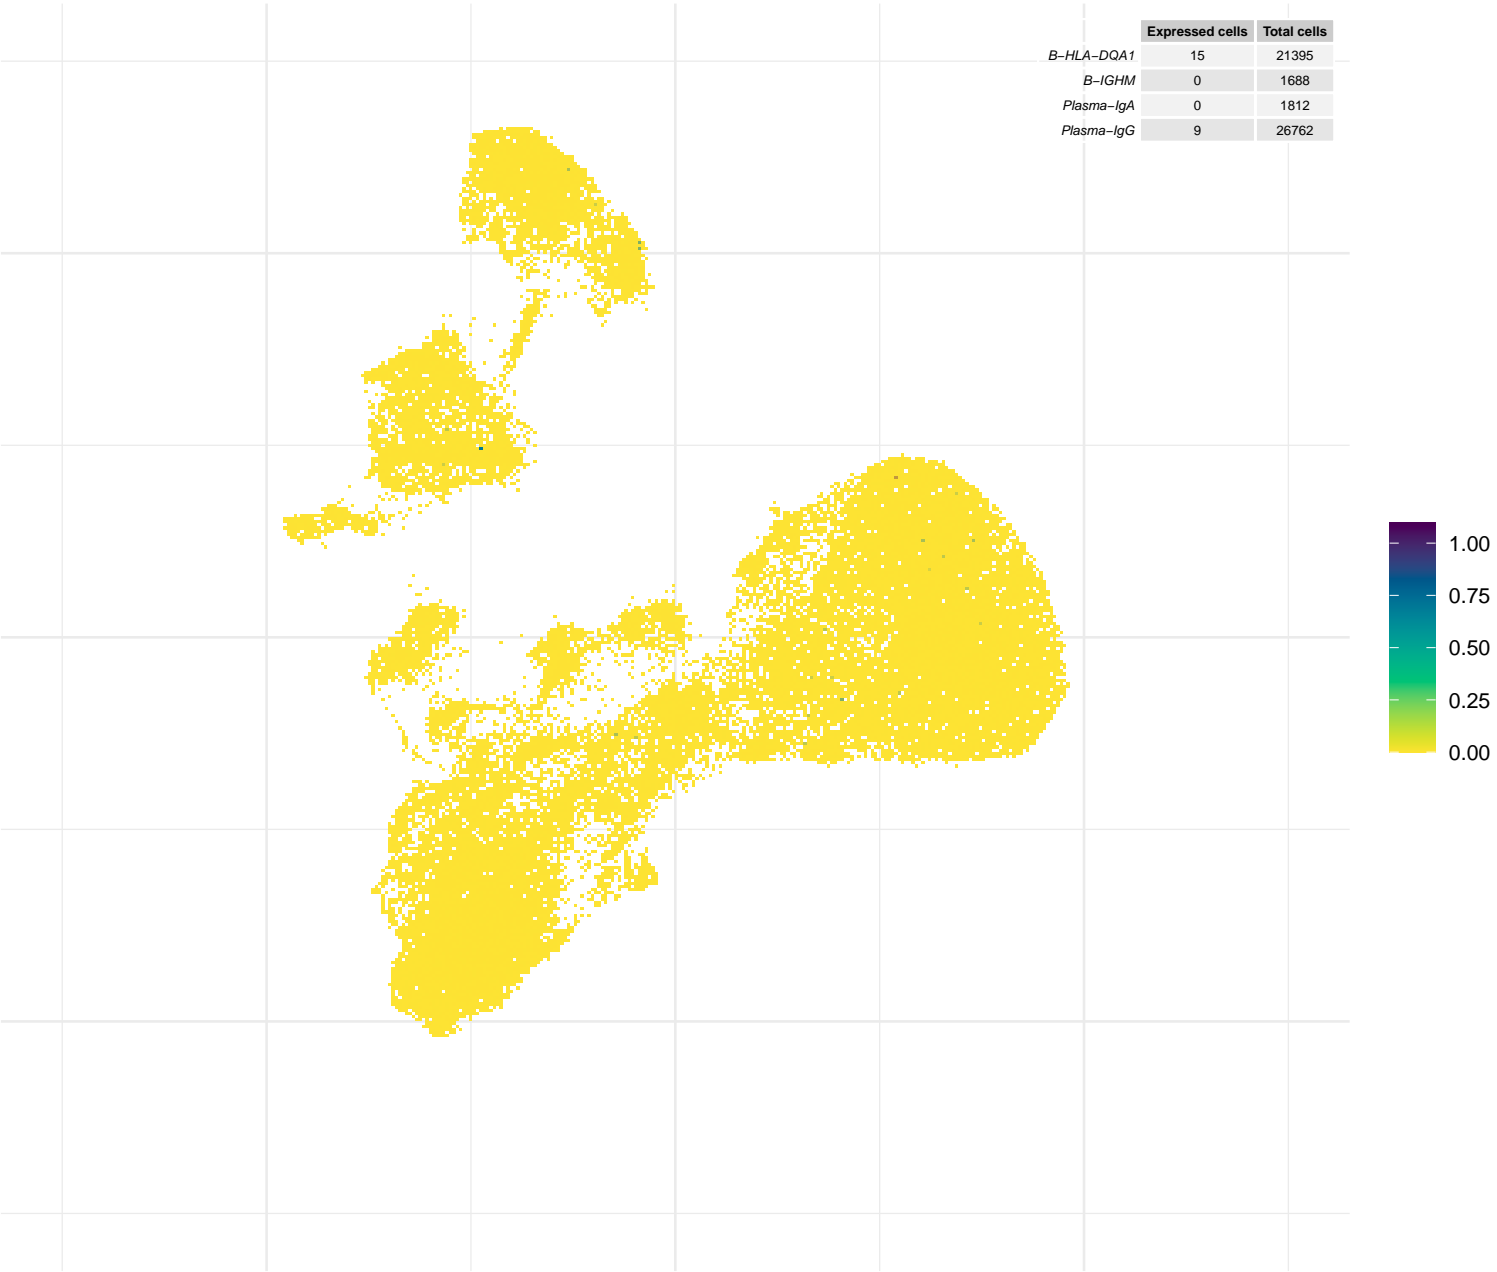 Expressed cells Total cells
B−HLA−DQA1 15 21395
B−IGHM 0 1688
Plasma−IgA 0 1812
Plasma−IgG 9 26762
1.00
0.75
0.50
0.25
0.00